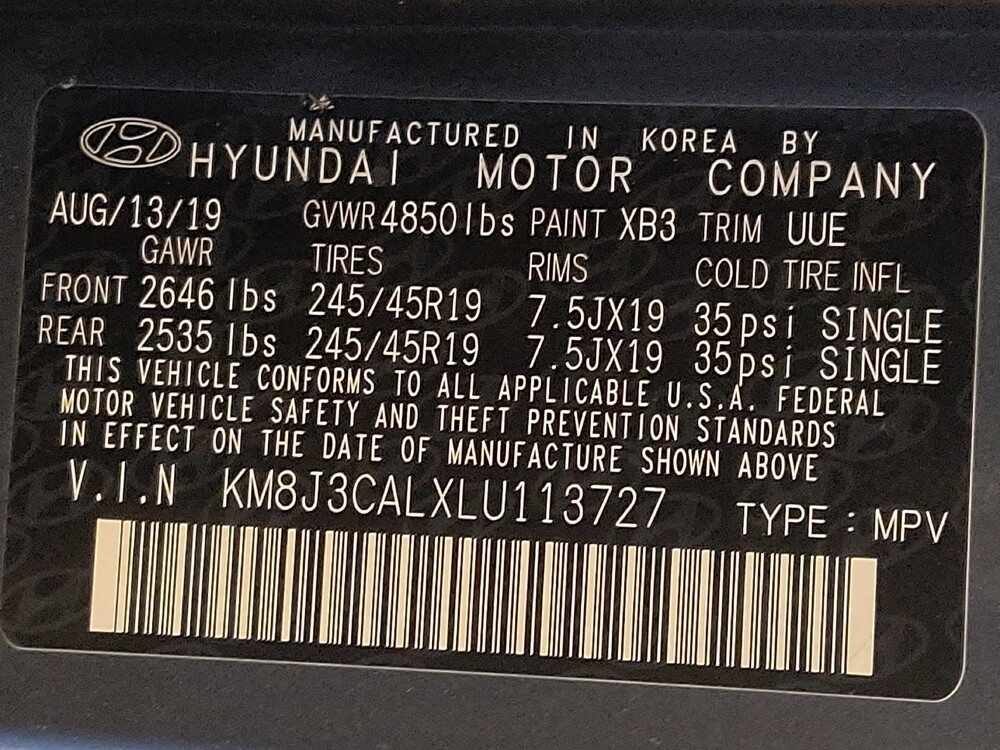 MANUFACTURED IN KOREA BY
HYUNDAI MOTOR COMPANY
AUG/13/19 GVWR 4850 lbs PAINT XB3 TRIM UUE
GAWR TIRES RIMS COLD TIRE INFL
FRONT 2646 lbs 245/45R19 7.5JX19 35psi SINGLE
REAR 2535 lbs 245/45R19 7.5JX19 35psi SINGLE
THIS VEHICLE CONFORMS TO ALL APPLICABLE U.S.A. FEDERAL
MOTOR VEHICLE SAFETY AND THEFT PREVENTION STANDARDS
IN EFFECT ON THE DATE OF MANUFACTURE SHOWN ABOVE
V.I.N KM8J3CALXLU113727 TYPE : MPV